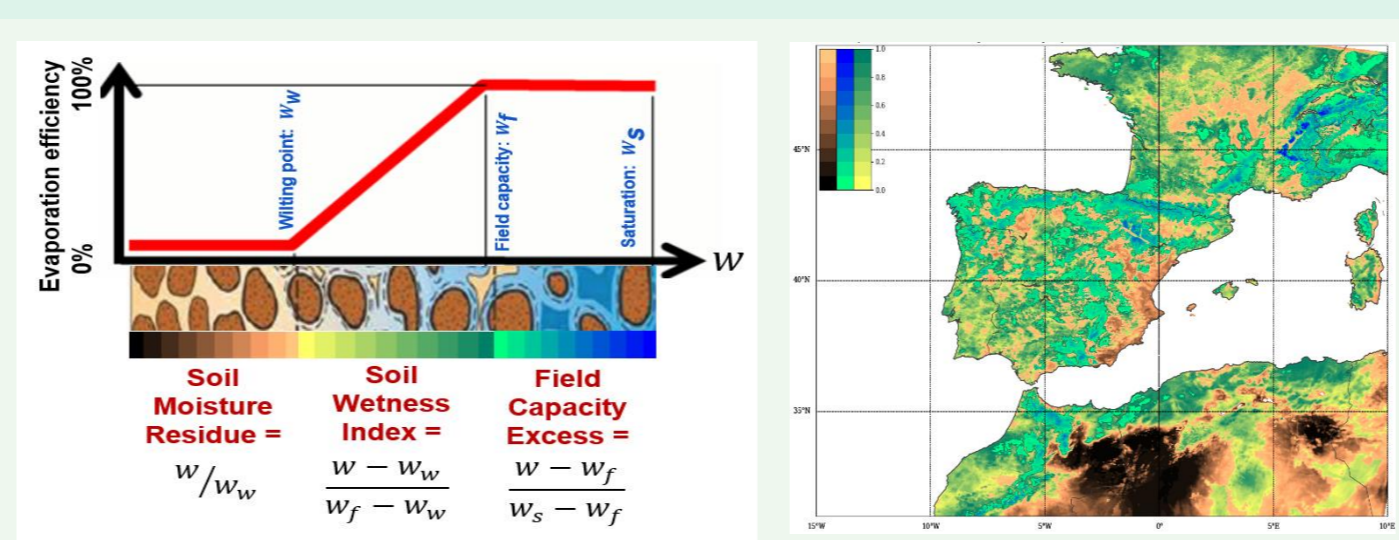 Evaporation efficiency
0% 100%
Wilting point: w_w
Field capacity: w_f
Saturation: w_s
w
Soil
Moisture
Residue =
w/w_w
Soil
Wetness
Index =
w − w_w
w_f − w_w
Field
Capacity
Excess =
w − w_f
w_s − w_f
1.0
0.8
0.6
0.4
0.2
0.0
45°N
40°N
35°N
15°W 10°W 5°W 0° 5°E 10°E